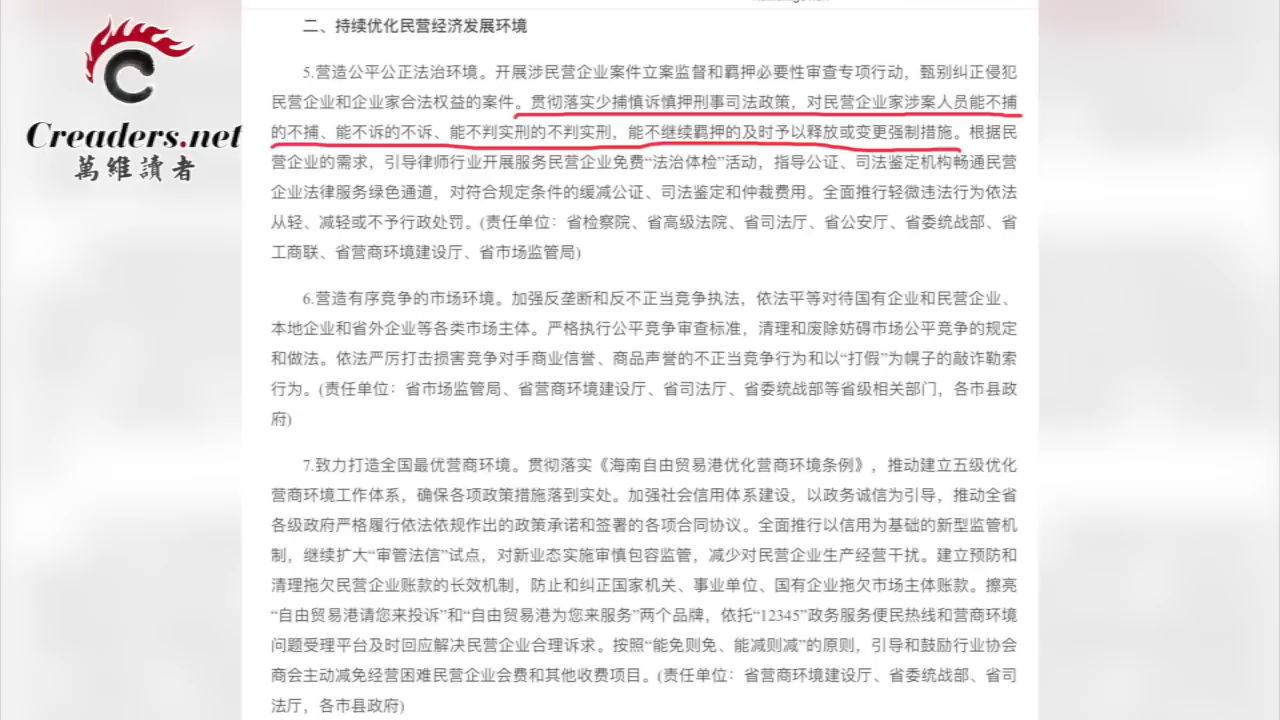 Creaders.net
萬維讀者
二、持续优化民营经济发展环境
5.营造公平公正法治环境。开展涉民营企业案件立案监督和羁押必要性审查专项行动，甄别纠正侵犯
民营企业和企业家合法权益的案件。贯彻落实少捕慎诉慎押刑事司法政策，对民营企业家涉案人员能不捕
的不捕、能不诉的不诉、能不判实刑的不判实刑，能不继续羁押的及时予以释放或变更强制措施。根据民
营企业的需求，引导律师行业开展服务民营企业免费“法治体检”活动，指导公证、司法鉴定机构畅通民营
企业法律服务绿色通道，对符合规定条件的缓减公证、司法鉴定和仲裁费用。全面推行轻微违法行为依法
从轻、减轻或不予行政处罚。(责任单位：省检察院、省高级法院、省司法厅、省公安厅、省委统战部、省
工商联、省营商环境建设厅、省市场监管局)
6.营造有序竞争的市场环境。加强反垄断和反不正当竞争执法，依法平等对待国有企业和民营企业、
本地企业和省外企业等各类市场主体。严格执行公平竞争审查标准，清理和废除妨碍市场公平竞争的规定
和做法。依法严厉打击损害竞争对手商业信誉、商品声誉的不正当竞争行为和以“打假”为幌子的敲诈勒索
行为。(责任单位：省市场监管局、省营商环境建设厅、省司法厅、省委统战部等省级相关部门，各市县政
府)
7.致力打造全国最优营商环境。贯彻落实《海南自由贸易港优化营商环境条例》，推动建立五级优化
营商环境工作体系，确保各项政策措施落到实处。加强社会信用体系建设，以政务诚信为引导，推动全省
各级政府严格履行依法依规作出的政策承诺和签署的各项合同协议。全面推行以信用为基础的新型监管机
制，继续扩大“审管法信”试点，对新业态实施审慎包容监管，减少对民营企业生产经营干扰。建立预防和
清理拖欠民营企业账款的长效机制，防止和纠正国家机关、事业单位、国有企业拖欠市场主体账款。擦亮
“自由贸易港请您来投诉”和“自由贸易港为您来服务”两个品牌，依托“12345”政务服务便民热线和营商环境
问题受理平台及时回应解决民营企业合理诉求。按照“能免则免、能减则减”的原则，引导和鼓励行业协会
商会主动减免经营困难民营企业会费和其他收费项目。(责任单位：省营商环境建设厅、省委统战部、省司
法厅，各市县政府)